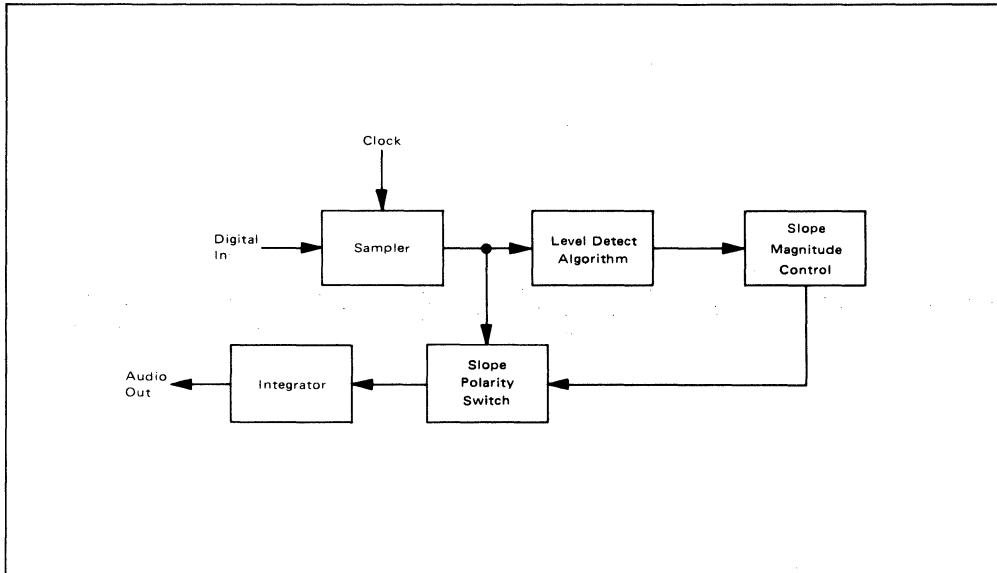 Clock
Digital
In
Sampler
Level Detect
Algorithm
Slope
Magnitude
Control
Audio
Out
Integrator
Slope
Polarity
Switch